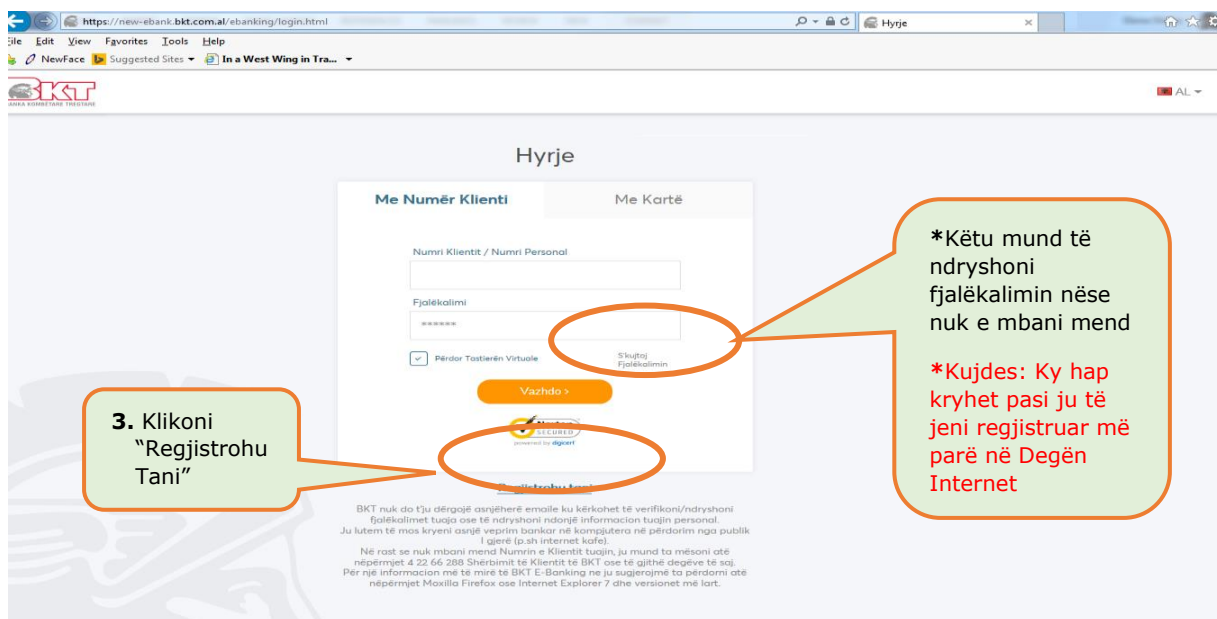 https://new-ebank.bkt.com.al/ebanking/login.html
Hyrje
File Edit View Favorites Tools Help
NewFace Suggested Sites In a West Wing in Tra...
BKT
BANKA KOMBETARE TREGTARE
AL
Hyrje
Me Numër Klienti
Me Kartë
Numri Klientit / Numri Personal
Fjalëkalimi
******
Përdor Tastierën Virtuale
S'kujtoj
Fjalëkalimin
Vazhdo >
Norton
SECURED
powered by digicert
Regjistrohu tani
BKT nuk do t'ju dërgojë asnjëherë emaile ku kërkohet të verifikoni/ndryshoni
fjalëkalimet tuaja ose të ndryshoni ndonjë informacion tuajin personal.
Ju lutem të mos kryeni asnjë veprim bankar në kompjutera në përdorim nga publik
i gjerë (p.sh internet kafe).
Në rast se nuk mbani mend Numrin e Klientit tuajin, ju mund ta mësoni atë
nëpërmjet 4 22 66 288 Shërbimit të Klientit të BKT ose të gjithë degëve të saj.
Për një informacion më të mirë të BKT E-Banking ne ju sugjerojmë ta përdorni atë
nëpërmjet Moxilla Firefox ose Internet Explorer 7 dhe versionet më lart.
3. Klikoni
"Regjistrohu
Tani"
*Këtu mund të
ndryshoni
fjalëkalimin nëse
nuk e mbani mend
*Kujdes: Ky hap
kryhet pasi ju të
jeni regjistruar më
parë në Degën
Internet